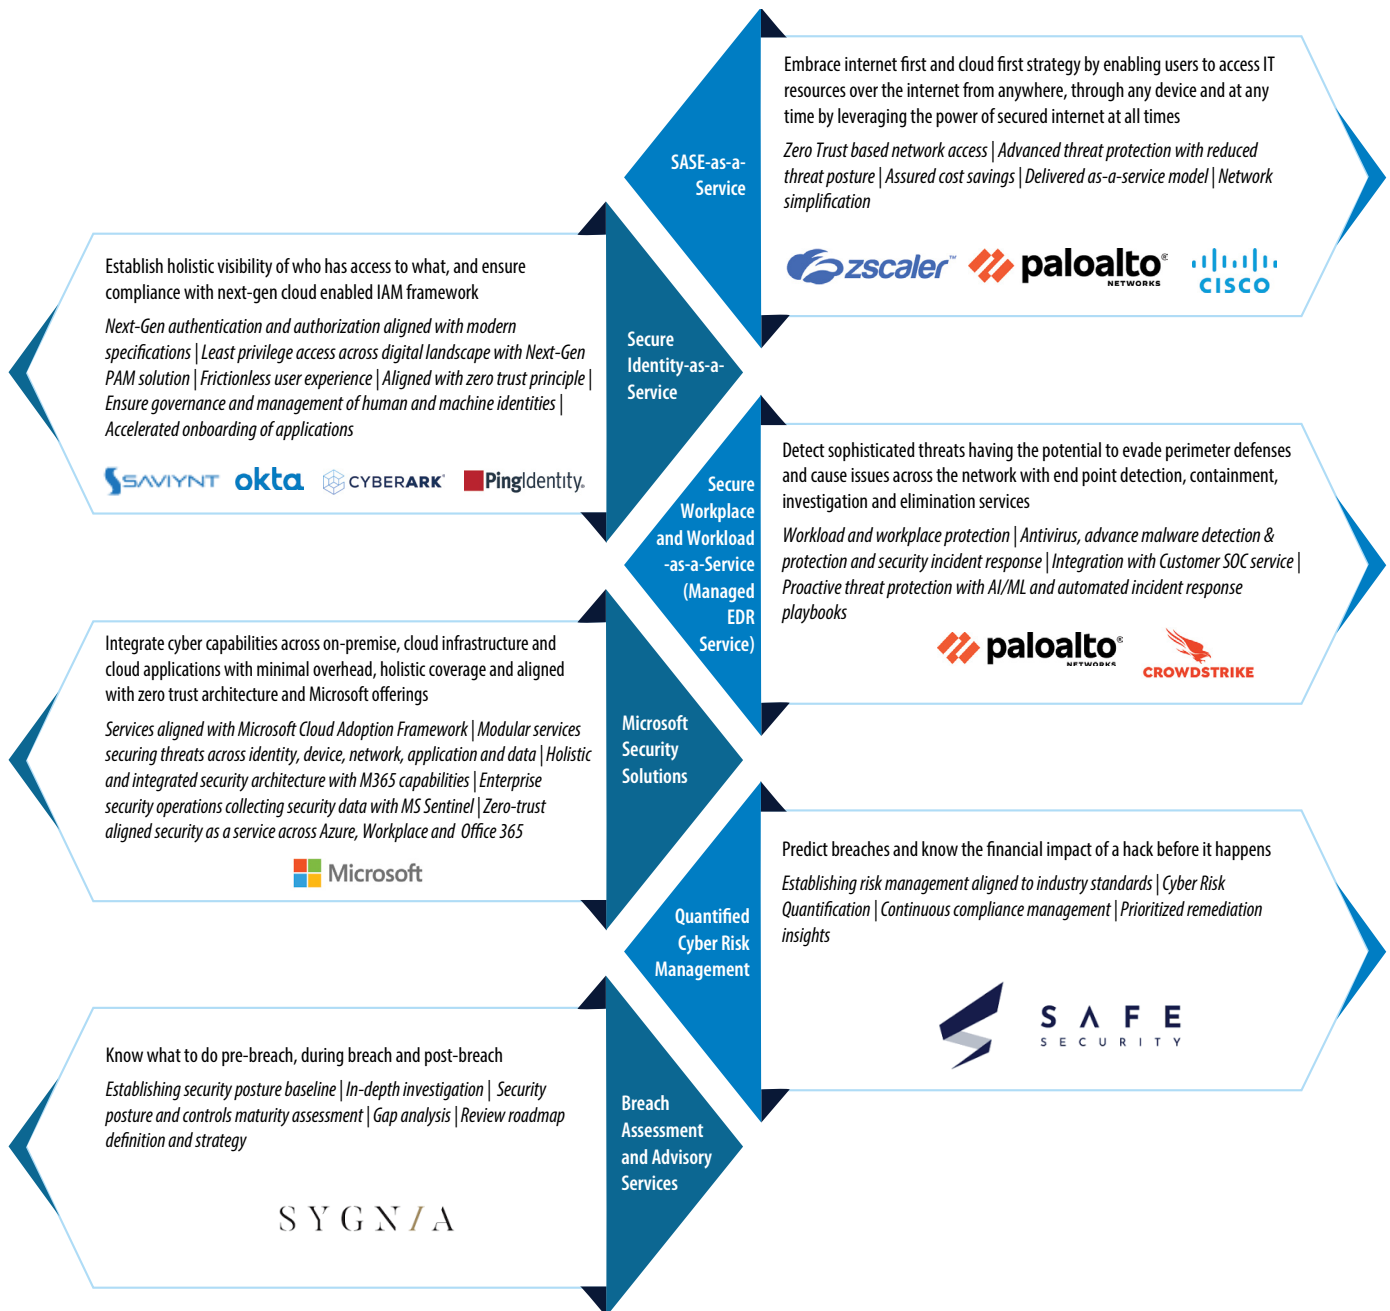 SASE-as-a-
Service
Embrace internet first and cloud first strategy by enabling users to access IT
resources over the internet from anywhere, through any device and at any
time by leveraging the power of secured internet at all times
Zero Trust based network access | Advanced threat protection with reduced
threat posture | Assured cost savings | Delivered as-a-service model | Network
simplification
zscaler™
paloalto®
NETWORKS
CISCO
Establish holistic visibility of who has access to what, and ensure
compliance with next-gen cloud enabled IAM framework
Next-Gen authentication and authorization aligned with modern
specifications | Least privilege access across digital landscape with Next-Gen
PAM solution | Frictionless user experience | Aligned with zero trust principle |
Ensure governance and management of human and machine identities |
Accelerated onboarding of applications
SAVIYNT
okta
CYBERARK®
PingIdentity®
Secure
Identity-as-a-
Service
Secure
Workplace
and Workload
-as-a-Service
(Managed
EDR
Service)
Detect sophisticated threats having the potential to evade perimeter defenses
and cause issues across the network with end point detection, containment,
investigation and elimination services
Workload and workplace protection | Antivirus, advance malware detection &
protection and security incident response | Integration with Customer SOC service |
Proactive threat protection with AI/ML and automated incident response
playbooks
paloalto®
NETWORKS
CROWDSTRIKE
Integrate cyber capabilities across on-premise, cloud infrastructure and
cloud applications with minimal overhead, holistic coverage and aligned
with zero trust architecture and Microsoft offerings
Services aligned with Microsoft Cloud Adoption Framework | Modular services
securing threats across identity, device, network, application and data | Holistic
and integrated security architecture with M365 capabilities | Enterprise
security operations collecting security data with MS Sentinel | Zero-trust
aligned security as a service across Azure, Workplace and Office 365
Microsoft
Microsoft
Security
Solutions
Quantified
Cyber Risk
Management
Predict breaches and know the financial impact of a hack before it happens
Establishing risk management aligned to industry standards | Cyber Risk
Quantification | Continuous compliance management | Prioritized remediation
insights
SAFE
SECURITY
Know what to do pre-breach, during breach and post-breach
Establishing security posture baseline | In-depth investigation | Security
posture and controls maturity assessment | Gap analysis | Review roadmap
definition and strategy
SYGNIA
Breach
Assessment
and Advisory
Services